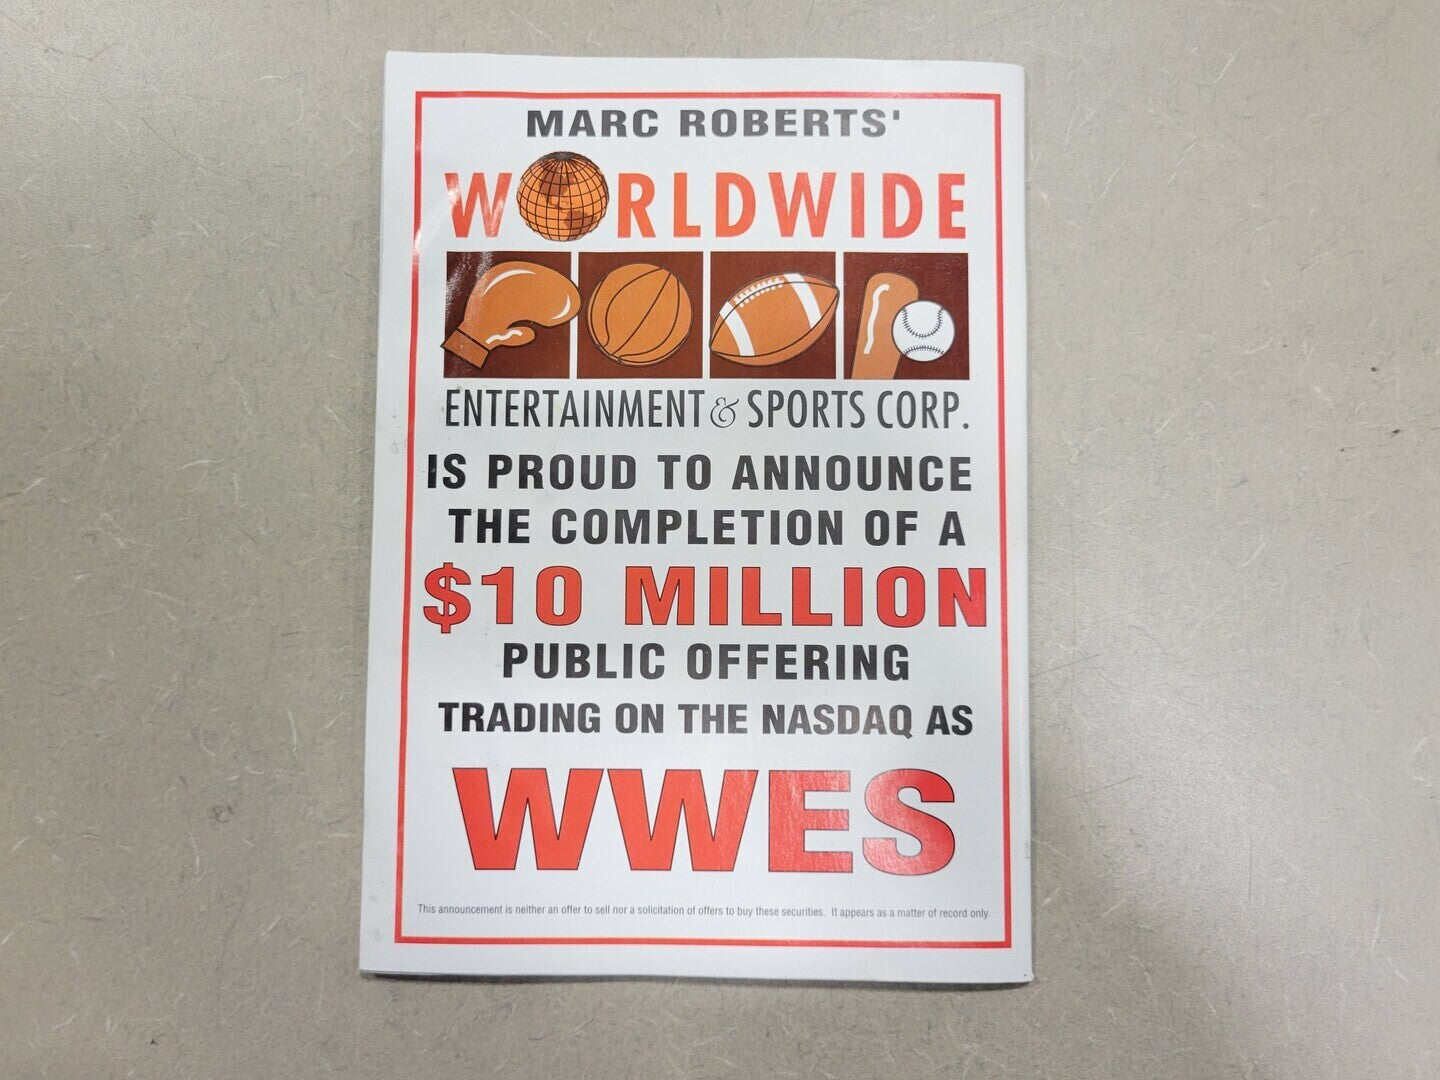 MARC ROBERTS'
WORLDWIDE
ENTERTAINMENT & SPORTS CORP.
IS PROUD TO ANNOUNCE
THE COMPLETION OF A
$10 MILLION
PUBLIC OFFERING
TRADING ON THE NASDAQ AS
WWES
This announcement is neither an offer to sell nor a solicitation of offers to buy these securities. It appears as a matter of record only.